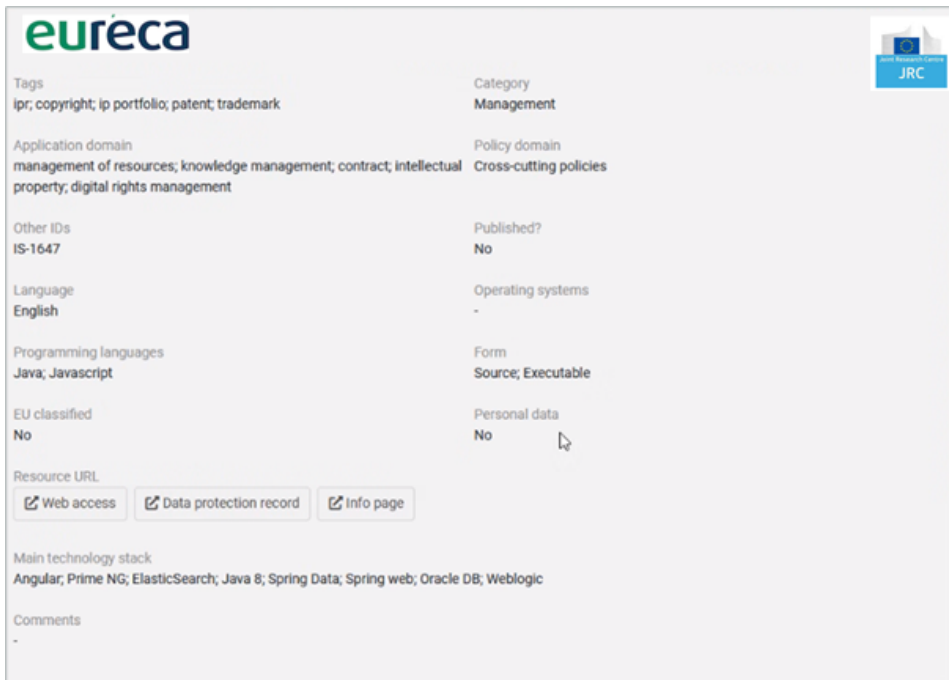 eureca
Joint Research Centre
JRC
Tags
ipr; copyright; ip portfolio; patent; trademark
Category
Management
Application domain
management of resources; knowledge management; contract; intellectual
property; digital rights management
Policy domain
Cross-cutting policies
Other IDs
IS-1647
Published?
No
Language
English
Operating systems
-
Programming languages
Java; Javascript
Form
Source; Executable
EU classified
No
Personal data
No
Resource URL
Web access
Data protection record
Info page
Main technology stack
Angular; Prime NG; ElasticSearch; Java 8; Spring Data; Spring web; Oracle DB; Weblogic
Comments
-